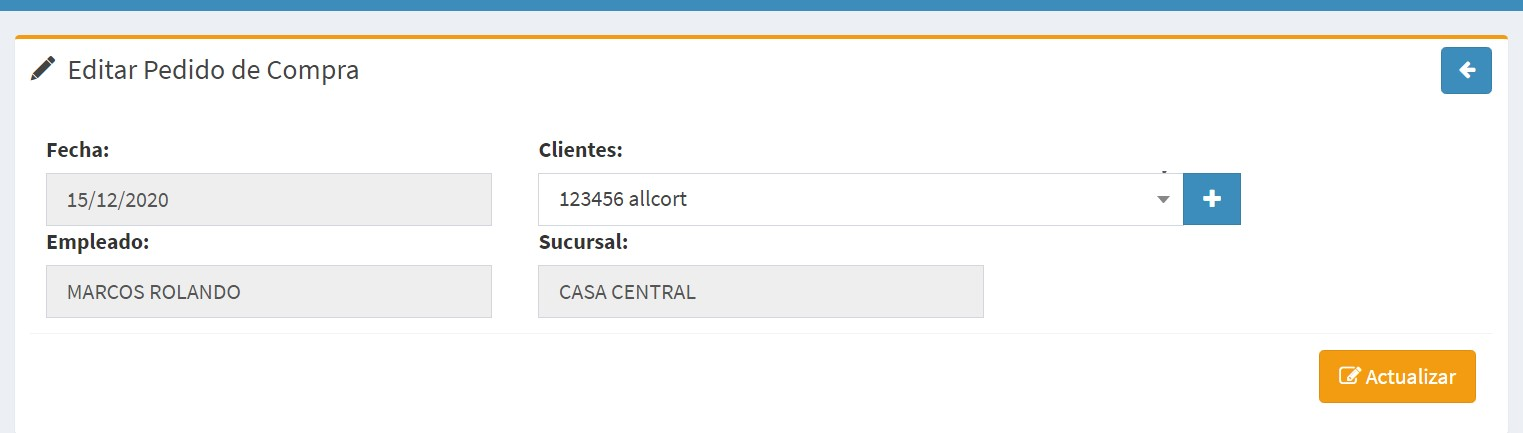 Editar Pedido de Compra
Fecha:
Clientes:
15/12/2020
123456 allcort
Empleado:
Sucursal:
MARCOS ROLANDO
CASA CENTRAL
Actualizar